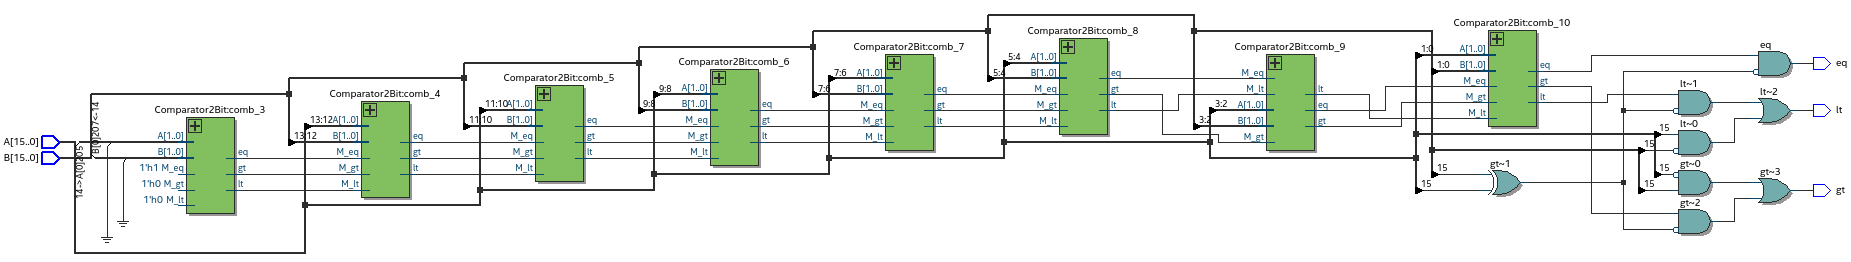 Comparator2Bit:comb_3
A[1..0]
B[1..0]
1'h1 M_eq
1'h0 M_gt
1'h0 M_lt
eq
gt
lt
A[15..0]
B[15..0]
14->A[0]205
B[0]207<-14
Comparator2Bit:comb_4
13:12
A[1..0]
13:12
B[1..0]
M_eq
M_gt
M_lt
eq
gt
lt
Comparator2Bit:comb_5
11:10
A[1..0]
11:10
B[1..0]
M_eq
M_gt
M_lt
eq
gt
lt
Comparator2Bit:comb_6
9:8
A[1..0]
9:8
B[1..0]
M_eq
M_gt
M_lt
eq
gt
lt
Comparator2Bit:comb_7
7:6
A[1..0]
7:6
B[1..0]
M_eq
M_gt
M_lt
eq
gt
lt
Comparator2Bit:comb_8
5:4
A[1..0]
5:4
B[1..0]
M_eq
M_gt
M_lt
eq
gt
lt
Comparator2Bit:comb_9
M_eq
M_lt
3:2
A[1..0]
3:2
B[1..0]
M_gt
lt
eq
gt
Comparator2Bit:comb_10
1:0
A[1..0]
1:0
B[1..0]
M_eq
M_gt
M_lt
eq
gt
lt
15
15
gt~1
eq
eq
lt~1
lt~2
lt
15
lt~0
15
gt~0
15
15
gt~3
gt
gt~2